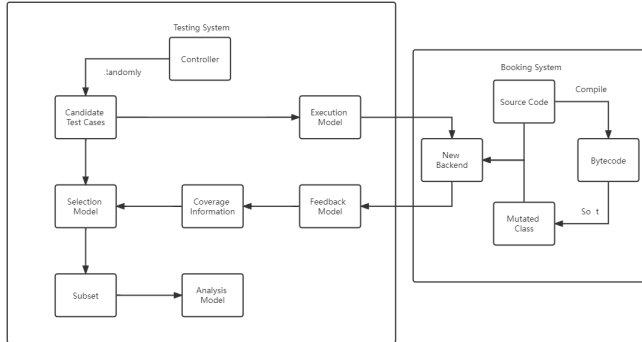 Testing System
Controller
Candidate
Test Cases
Execution
Model
Selection
Model
Coverage
Information
Feedback
Model
Subset
Analysis
Model
Booking System
Source Code
Compile
New
Backend
Bytecode
Mutated
Class